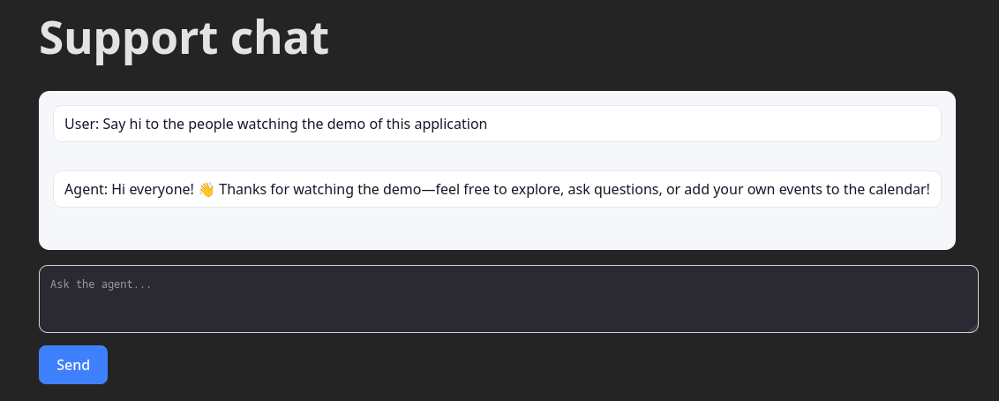 Support chat
User: Say hi to the people watching the demo of this application
Agent: Hi everyone! 👋 Thanks for watching the demo—feel free to explore, ask questions, or add your own events to the calendar!
Ask the agent...
Send